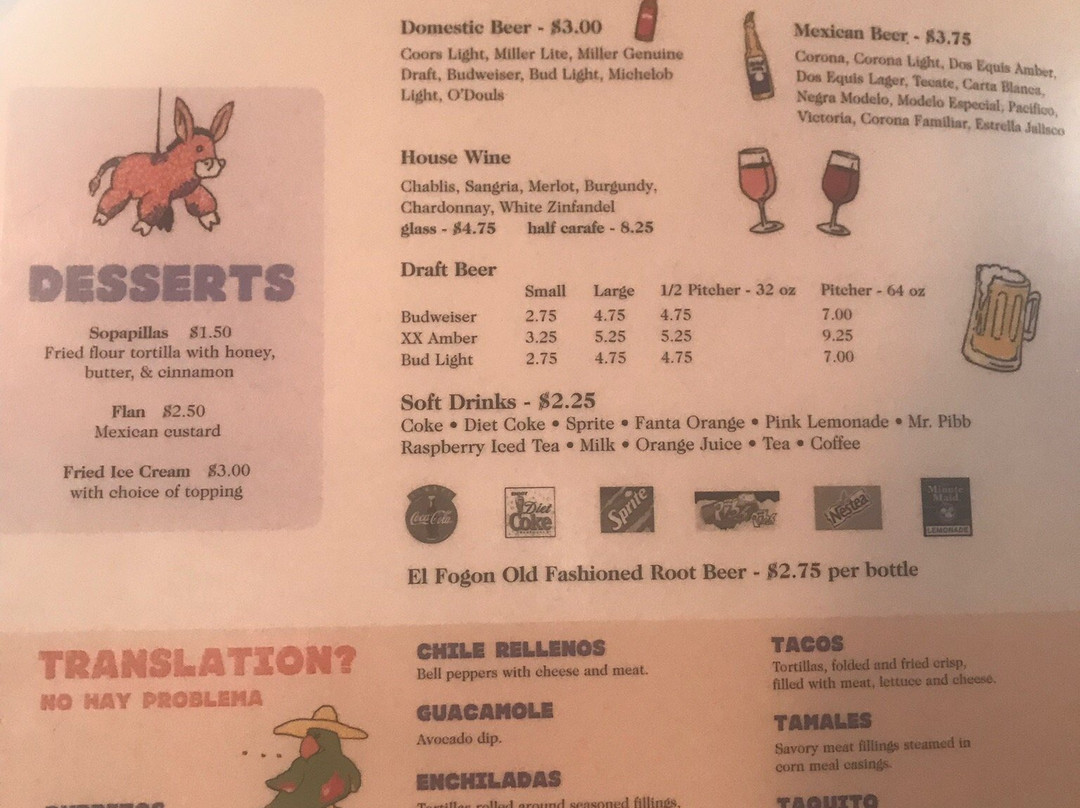 Domestic Beer - $3.00
Coors Light, Miller Lite, Miller Genuine
Draft, Budweiser, Bud Light, Michelob
Light, O'Douls
Mexican Beer - $3.75
Corona, Corona Light, Dos Equis Amber,
Dos Equis Lager, Tecate, Carta Blanca,
Negra Modelo, Modelo Especial, Pacifico,
Victoria, Corona Familiar, Estrella Jalisco
House Wine
Chablis, Sangria, Merlot, Burgundy,
Chardonnay, White Zinfandel
glass - $4.75 half carafe - 8.25
Draft Beer
Small Large 1/2 Pitcher - 32 oz Pitcher - 64 oz
Budweiser 2.75 4.75 4.75 7.00
XX Amber 3.25 5.25 5.25 9.25
Bud Light 2.75 4.75 4.75 7.00
Soft Drinks - $2.25
Coke • Diet Coke • Sprite • Fanta Orange • Pink Lemonade • Mr. Pibb
Raspberry Iced Tea • Milk • Orange Juice • Tea • Coffee
Coca-Cola
Diet
Coke
Sprite
Nestea
Minute
Maid
LEMONADE
El Fogon Old Fashioned Root Beer - $2.75 per bottle
DESSERTS
Sopapillas $1.50
Fried flour tortilla with honey,
butter, & cinnamon
Flan $2.50
Mexican custard
Fried Ice Cream $3.00
with choice of topping
TRANSLATION?
NO HAY PROBLEMA
BURRITOS
CHILE RELLENOS
Bell peppers with cheese and meat.
GUACAMOLE
Avocado dip.
ENCHILADAS
Tortillas rolled around seasoned fillings,
TACOS
Tortillas, folded and fried crisp,
filled with meat, lettuce and cheese.
TAMALES
Savory meat fillings steamed in
corn meal casings.
TAQUITO